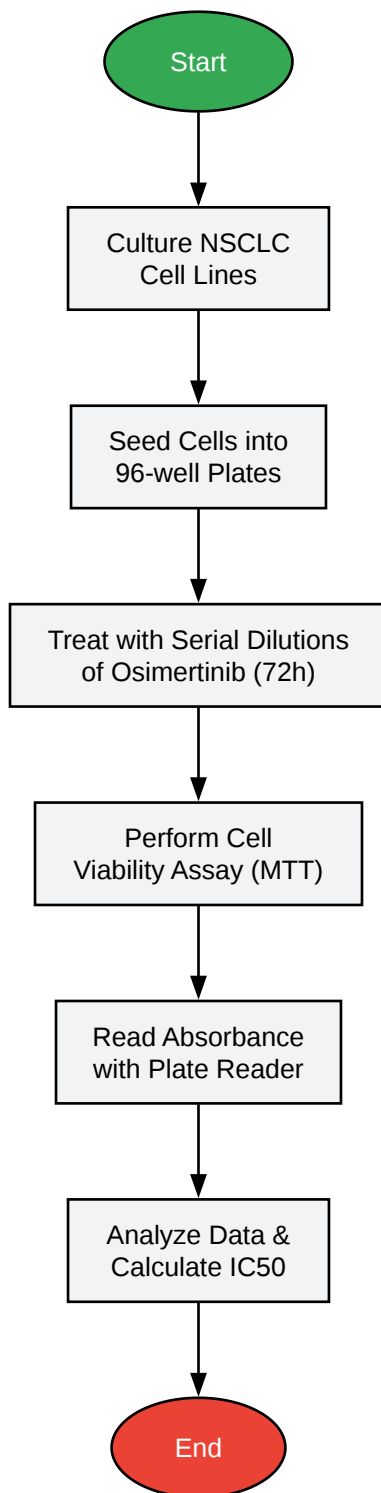 Start
Culture NSCLC
Cell Lines
Seed Cells into
96-well Plates
Treat with Serial Dilutions
of Osimertinib (72h)
Perform Cell
Viability Assay (MTT)
Read Absorbance
with Plate Reader
Analyze Data &
Calculate IC50
End